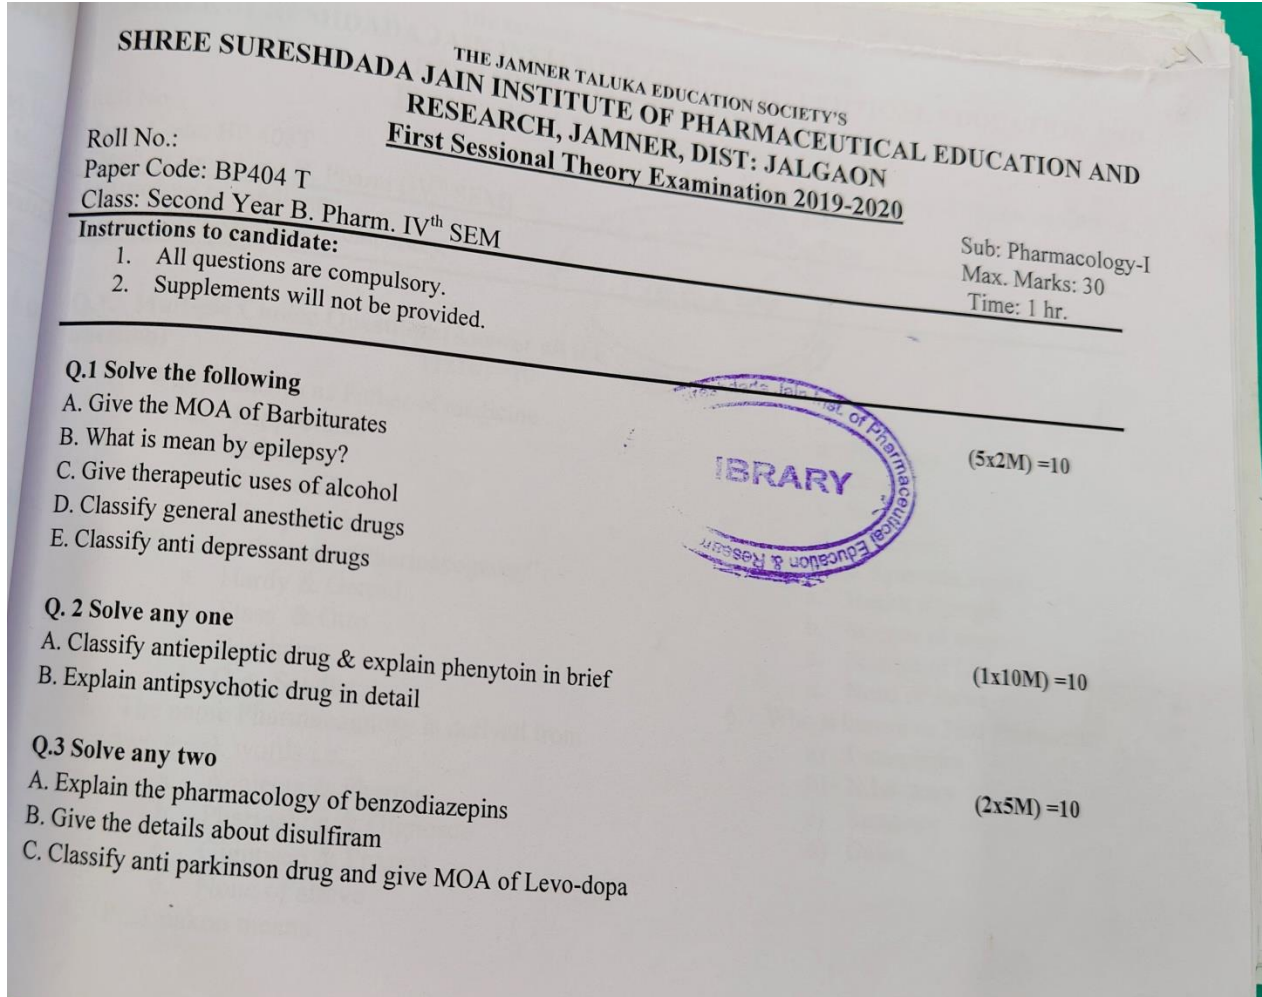 THE JAMNER TALUKA EDUCATION SOCIETY'S
SHREE SURESHDADA JAIN INSTITUTE OF PHARMACEUTICAL EDUCATION AND
RESEARCH, JAMNER, DIST: JALGAON
First Sessional Theory Examination 2019-2020
Roll No.:
Paper Code: BP404 T
Class: Second Year B. Pharm. IVth SEM
Sub: Pharmacology-I
Max. Marks: 30
Time: 1 hr.
Instructions to candidate:
1. All questions are compulsory.
2. Supplements will not be provided.
Q.1 Solve the following (5x2M) =10
A. Give the MOA of Barbiturates
B. What is mean by epilepsy?
C. Give therapeutic uses of alcohol
D. Classify general anesthetic drugs
E. Classify anti depressant drugs
Jain Inst. of Pharmaceutical Education & Resear
IBRARY
Q. 2 Solve any one (1x10M) =10
A. Classify antiepileptic drug & explain phenytoin in brief
B. Explain antipsychotic drug in detail
Q.3 Solve any two (2x5M) =10
A. Explain the pharmacology of benzodiazepins
B. Give the details about disulfiram
C. Classify anti parkinson drug and give MOA of Levo-dopa